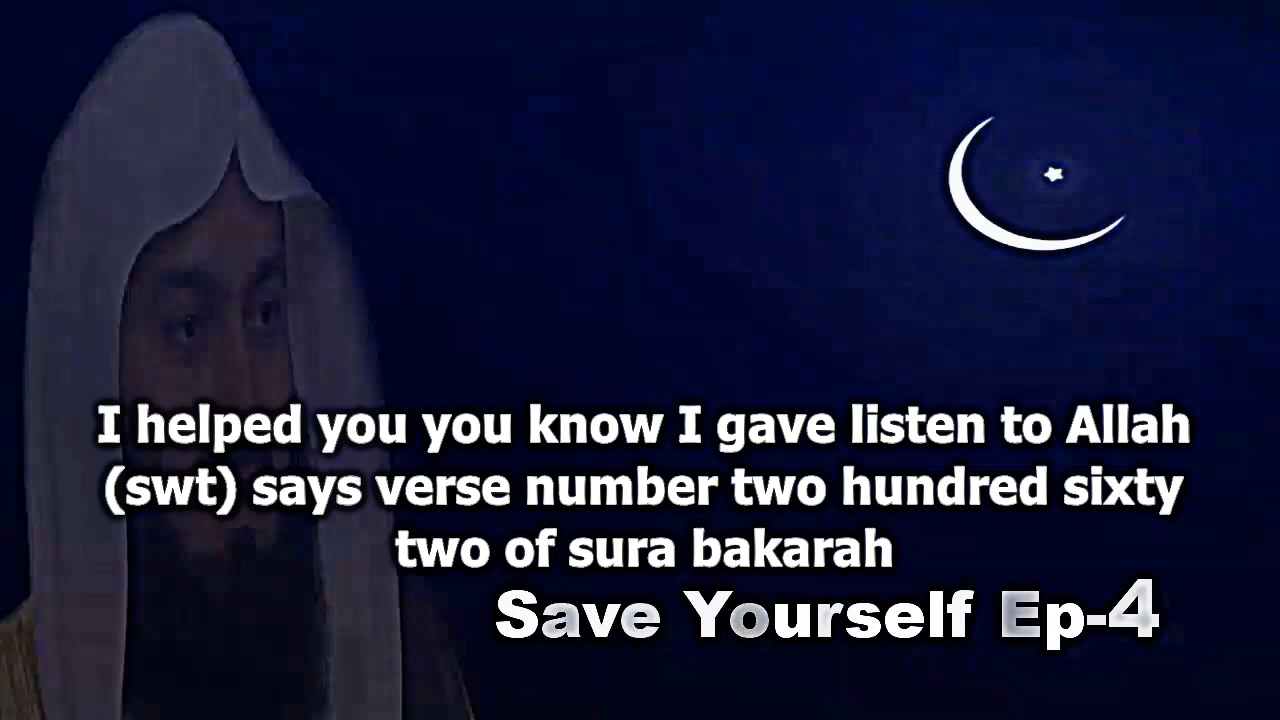 I helped you you know I gave listen to Allah
(swt) says verse number two hundred sixty
two of sura bakarah
Save Yourself Ep-4